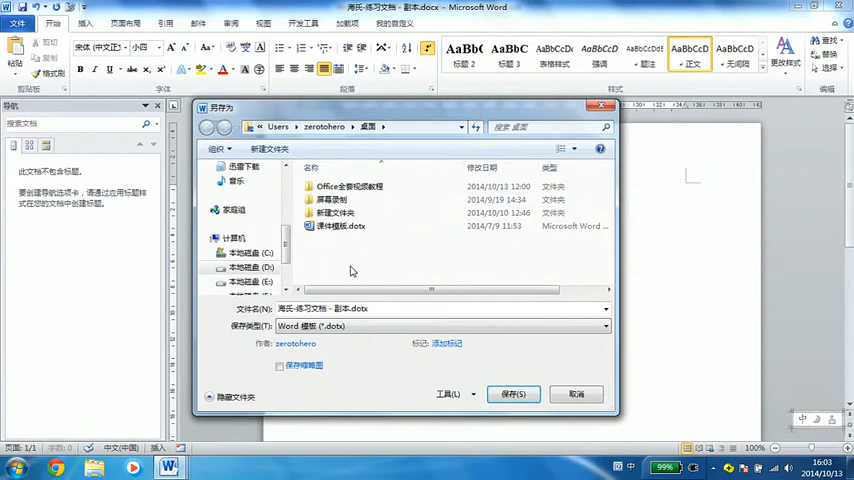 海氏-练习文档 - 副本.docx - Microsoft Word
文件 开始 插入 页面布局 引用 邮件 审阅 视图 开发工具 加载项 我的自定义
粘贴 剪切 复制 格式刷
宋体 (中文正 小四
B I U
AaBb( AaBbC AaBbCcD AaBbCcD AaBbCcD AaBbCcD AaBbCcD
标题 2 标题 3 表格样式 强调 题注 正文 无间隔 更改样式
查找 替换 选择
剪贴板 字体 段落 样式 编辑
导航
搜索文档
此文档不包含标题。
要创建导航选项卡，请通过应用标题样式在您的文档中创建标题。
另存为
« Users zerotohero 桌面
搜索 桌面
组织 新建文件夹
名称 修改日期 类型
迅雷下载
音乐
家庭组
计算机
本地磁盘 (C:)
本地磁盘 (D:)
本地磁盘 (E:)
Office全套视频教程 2014/10/13 12:00 文件夹
屏幕录制 2014/9/19 14:34 文件夹
新建文件夹 2014/10/10 12:46 文件夹
课件模版.dotx 2014/7/9 11:53 Microsoft Word ...
文件名(N): 海氏-练习文档 - 副本.dotx
保存类型(T): Word 模板 (*.dotx)
作者: zerotohero 标记: 添加标记
保存缩略图
隐藏文件夹 工具(L) 保存(S) 取消
页面: 1/1 字数: 0 中文(中国) 插入 100%
中
99% 16:03
2014/10/13